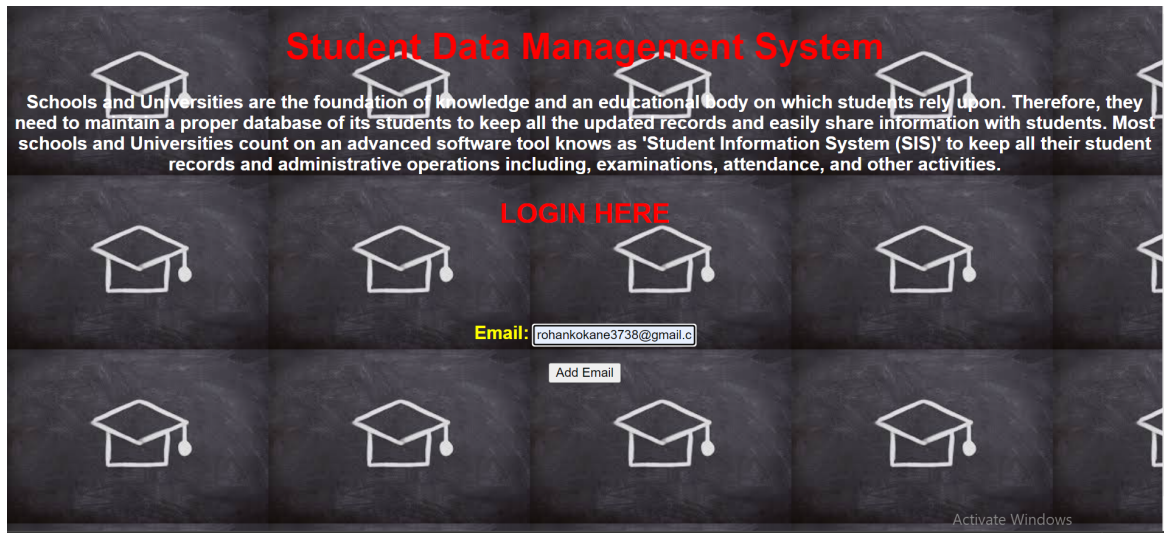 Student Data Management System
Schools and Universities are the foundation of knowledge and an educational body on which students rely upon. Therefore, they
need to maintain a proper database of its students to keep all the updated records and easily share information with students. Most
schools and Universities count on an advanced software tool knows as 'Student Information System (SIS)' to keep all their student
records and administrative operations including, examinations, attendance, and other activities.
LOGIN HERE
Email: rohankokane3738@gmail.c
Add Email
Activate Windows